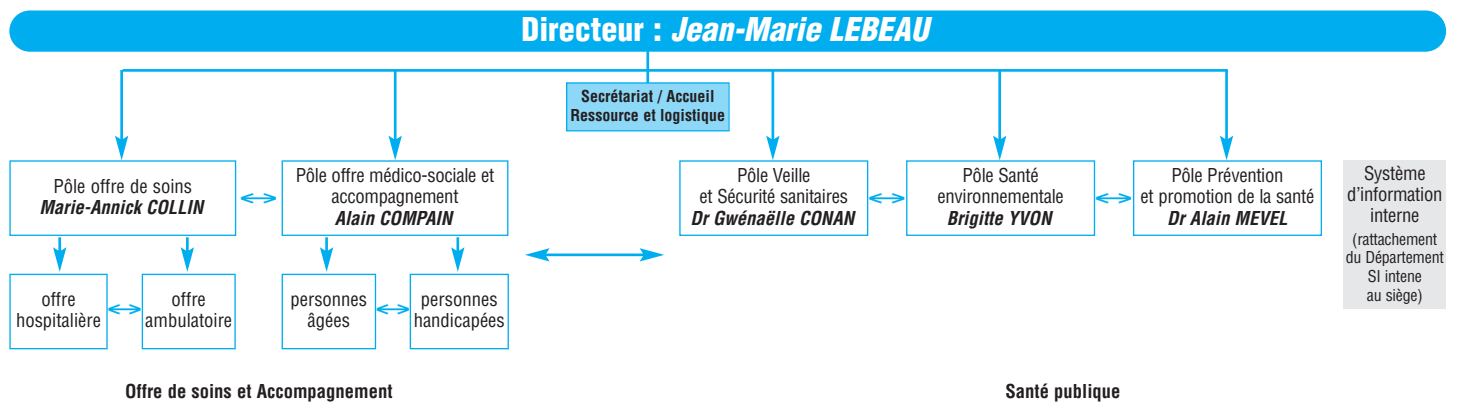 Directeur : Jean-Marie LEBEAU
Secrétariat / Accueil
Ressource et logistique
Pôle offre de soins
Marie-Annick COLLIN
Pôle offre médico-sociale et
accompagnement
Alain COMPAIN
Pôle Veille
et Sécurité sanitaires
Dr Gwénaëlle CONAN
Pôle Santé
environnementale
Brigitte YVON
Pôle Prévention
et promotion de la santé
Dr Alain MEVEL
Système
d'information
interne
(rattachement
du Département
SI intene
au siège)
offre
hospitalière
offre
ambulatoire
personnes
âgées
personnes
handicapées
Offre de soins et Accompagnement
Santé publique